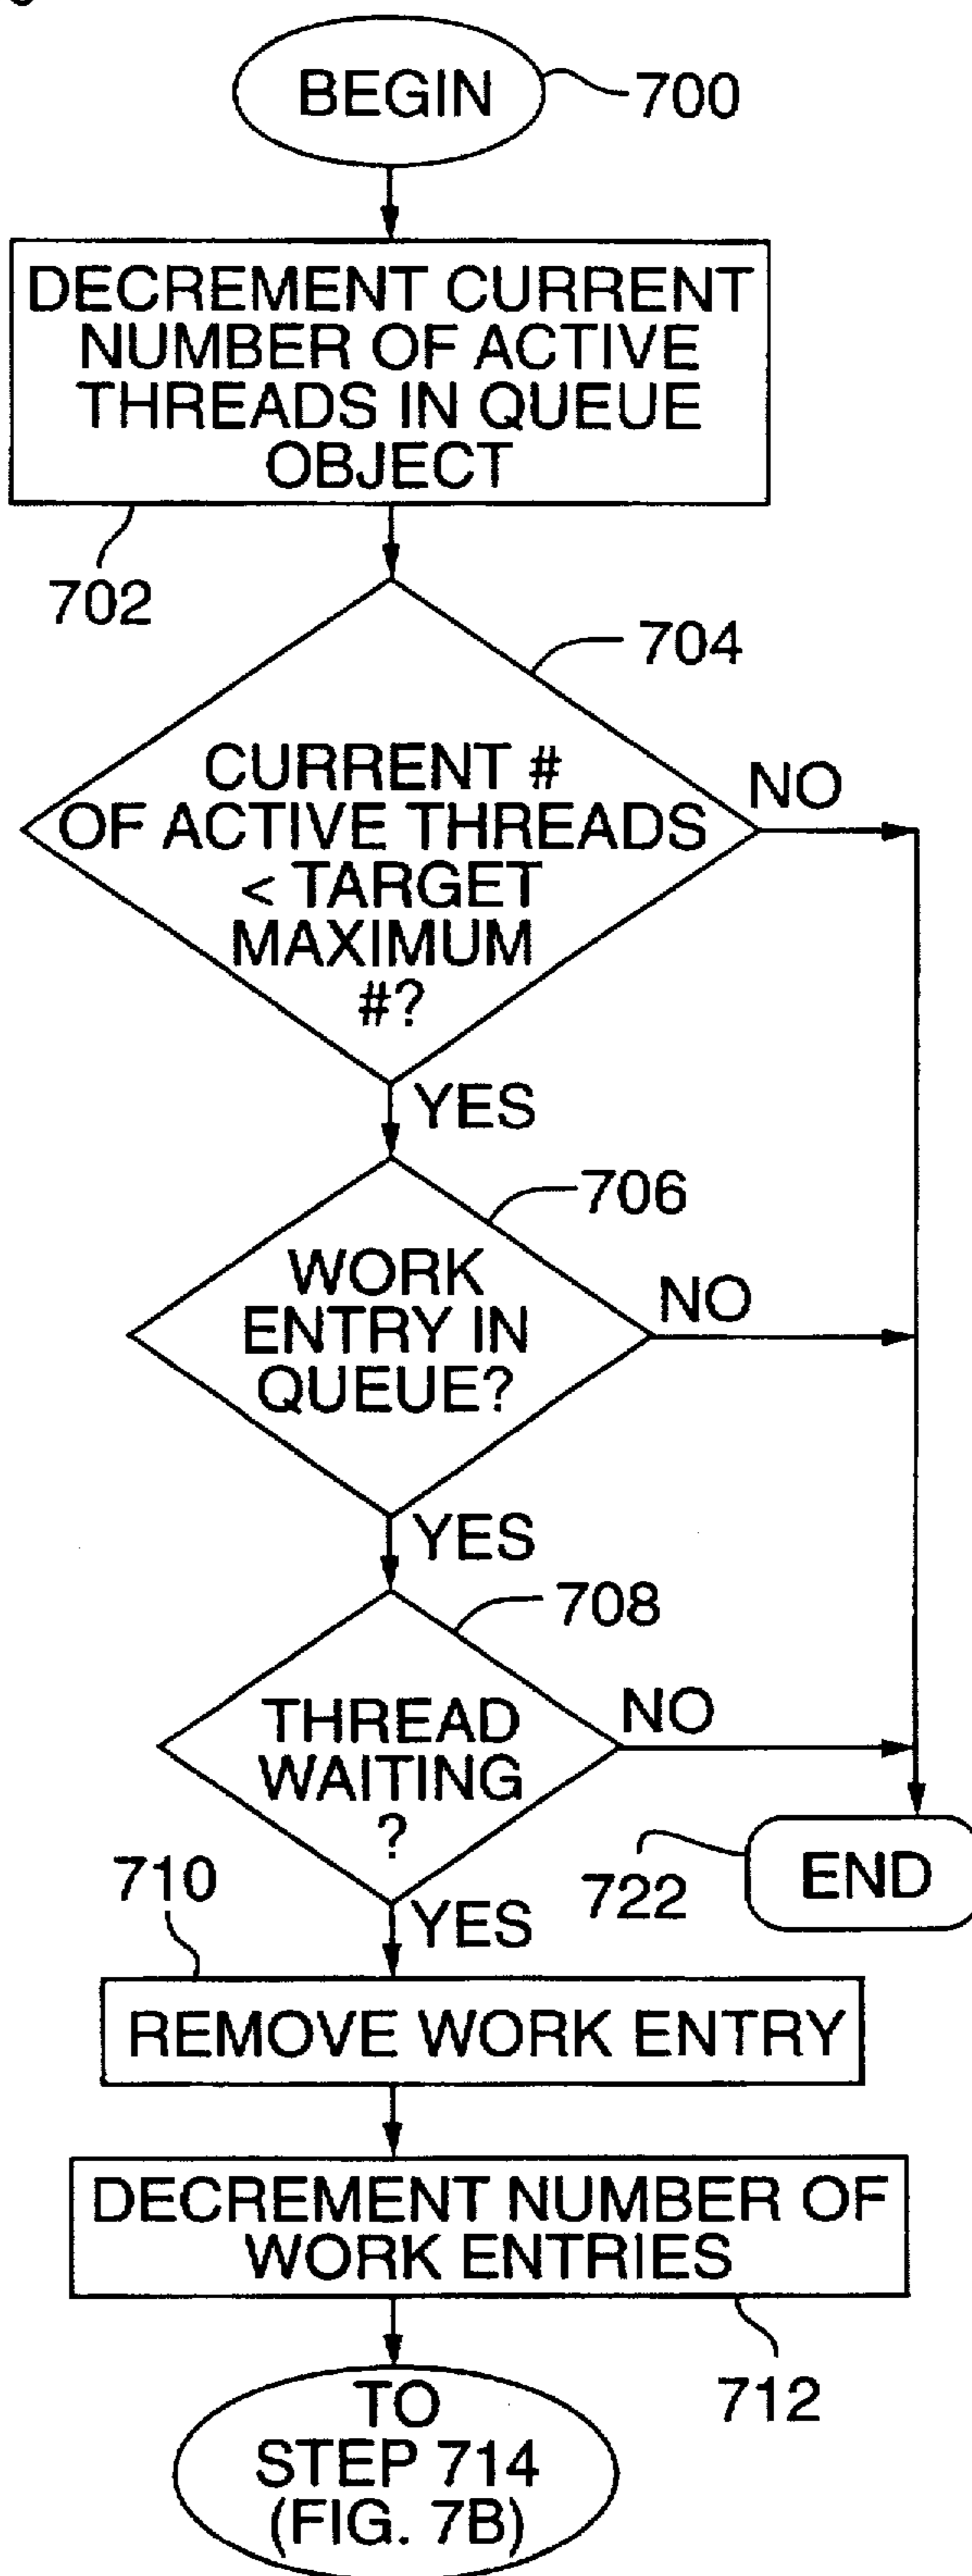 BEGIN
700
DECREMENT CURRENT
NUMBER OF ACTIVE
THREADS IN QUEUE
OBJECT
702
704
CURRENT #
OF ACTIVE THREADS
< TARGET
MAXIMUM
#?
NO
YES
706
WORK
ENTRY IN
QUEUE?
NO
YES
708
THREAD
WAITING
?
NO
722
END
710
YES
REMOVE WORK ENTRY
DECREMENT NUMBER OF
WORK ENTRIES
712
TO
STEP 714
(FIG. 7B)